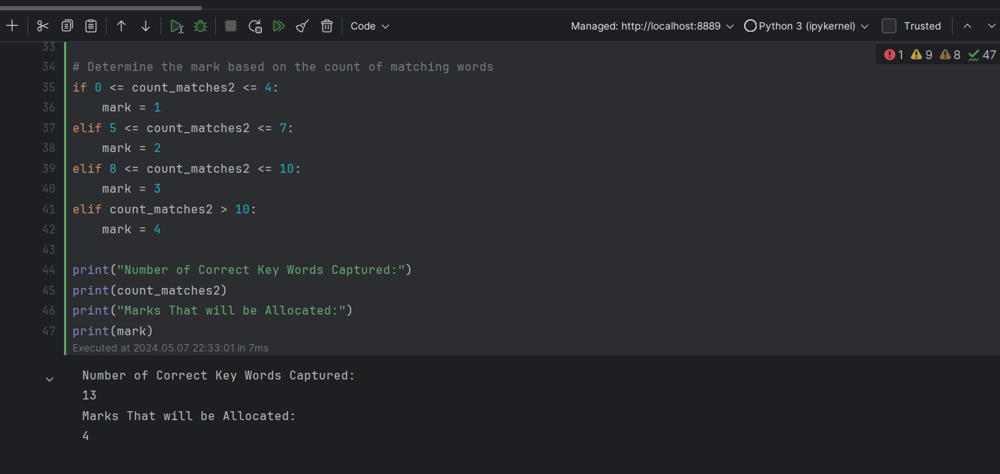 Code Managed: http://localhost:8889 Python 3 (ipykernel) Trusted
1 9 8 47
33
34 # Determine the mark based on the count of matching words
35 if 0 <= count_matches2 <= 4:
36     mark = 1
37 elif 5 <= count_matches2 <= 7:
38     mark = 2
39 elif 8 <= count_matches2 <= 10:
40     mark = 3
41 elif count_matches2 > 10:
42     mark = 4
43
44 print("Number of Correct Key Words Captured:")
45 print(count_matches2)
46 print("Marks That will be Allocated:")
47 print(mark)
Executed at 2024.05.07 22:33:01 in 7ms
Number of Correct Key Words Captured:
13
Marks That will be Allocated:
4